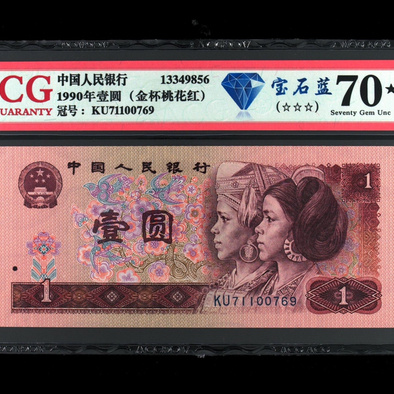 CG
UARANTY
中国人民银行 13349856
1990年壹圆（金杯桃花红）
冠号： KU71100769
宝石蓝
(☆☆☆)
70★
Seventy Gem Unc
中国人民银行
壹圆
1
KU71100769
1
1